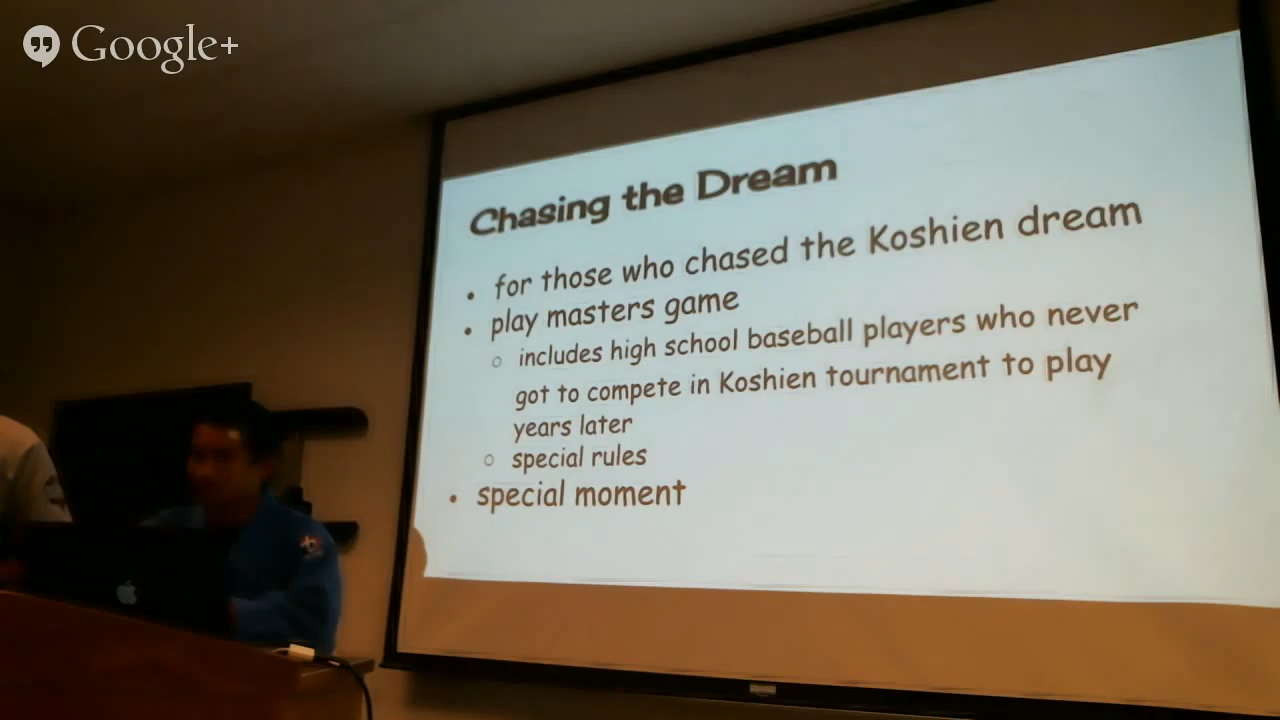 Google+
Chasing the Dream
• for those who chased the Koshien dream
• play masters game
○ includes high school baseball players who never
got to compete in Koshien tournament to play
years later
○ special rules
• special moment